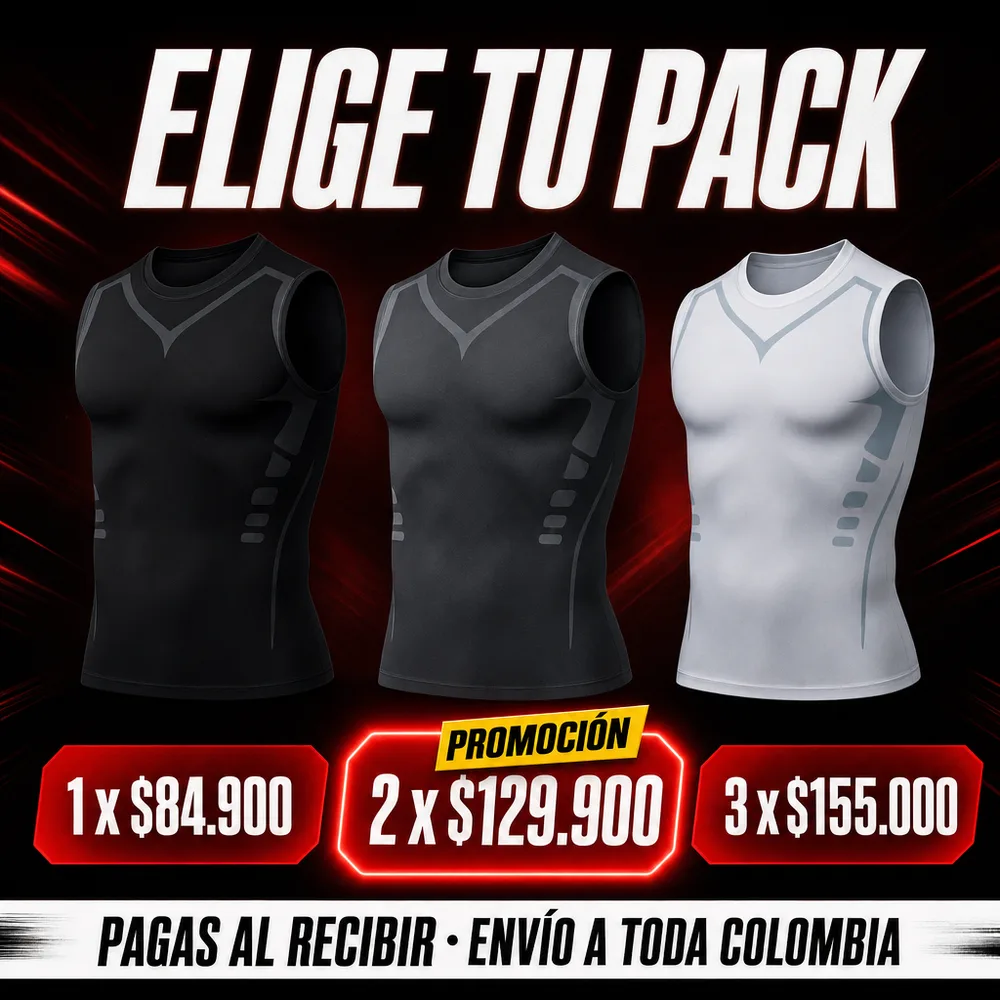 ELIGE TU PACK
PROMOCIÓN
1 x $84.900
2 x $129.900
3 x $155.000
PAGAS AL RECIBIR · ENVÍO A TODA COLOMBIA